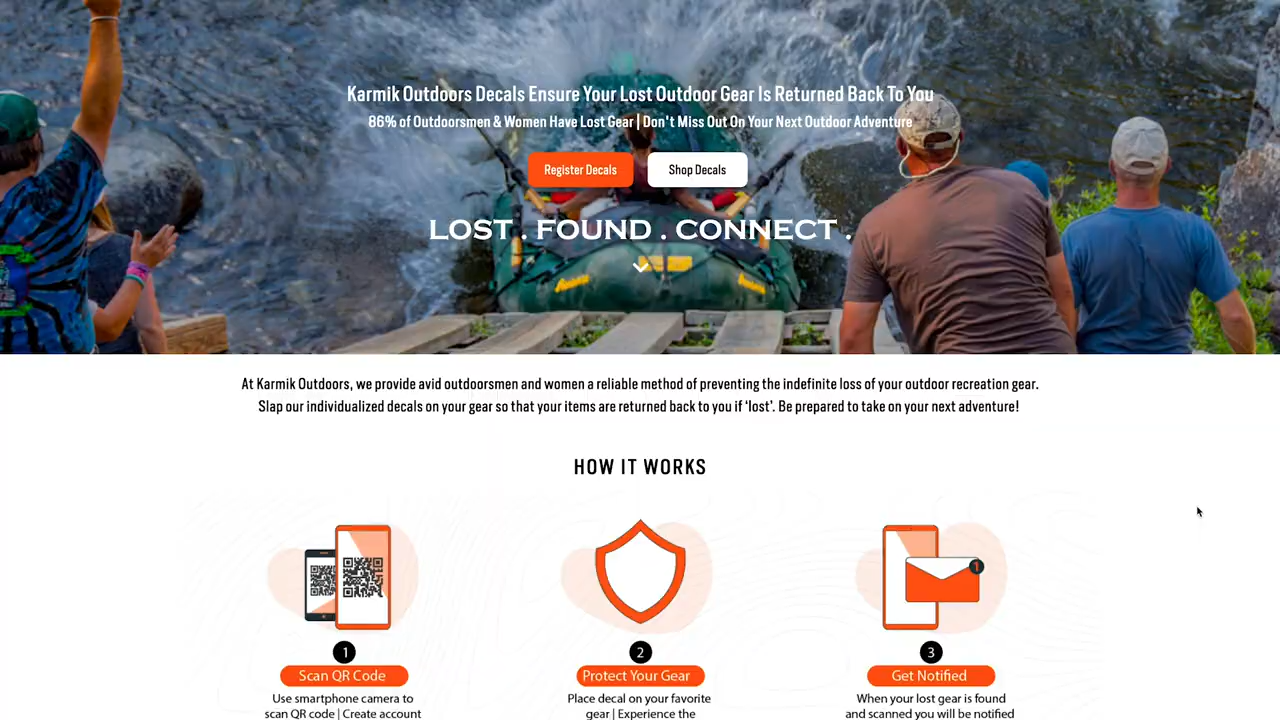 Karmik Outdoors Decals Ensure Your Lost Outdoor Gear Is Returned Back To You
86% of Outdoorsmen & Women Have Lost Gear | Don't Miss Out On Your Next Outdoor Adventure
Register Decals
Shop Decals
LOST . FOUND . CONNECT .
At Karmik Outdoors, we provide avid outdoorsmen and women a reliable method of preventing the indefinite loss of your outdoor recreation gear.
Slap our individualized decals on your gear so that your items are returned back to you if ‘lost’. Be prepared to take on your next adventure!
HOW IT WORKS
1
1
Scan QR Code
Use smartphone camera to
scan QR code | Create account
2
Protect Your Gear
Place decal on your favorite
gear | Experience the
3
Get Notified
When your lost gear is found
and scanned you will be notified